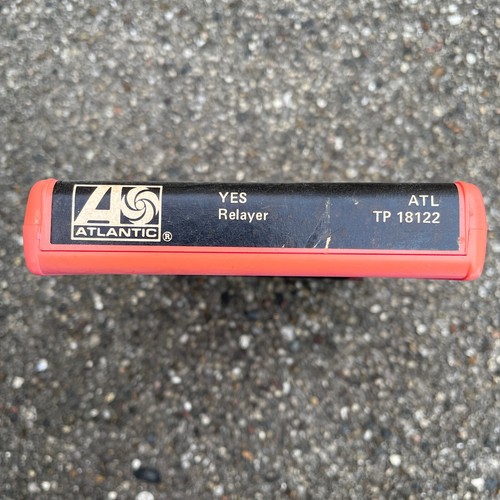 YES
Relayer
ATL
TP 18122
ATLANTIC®